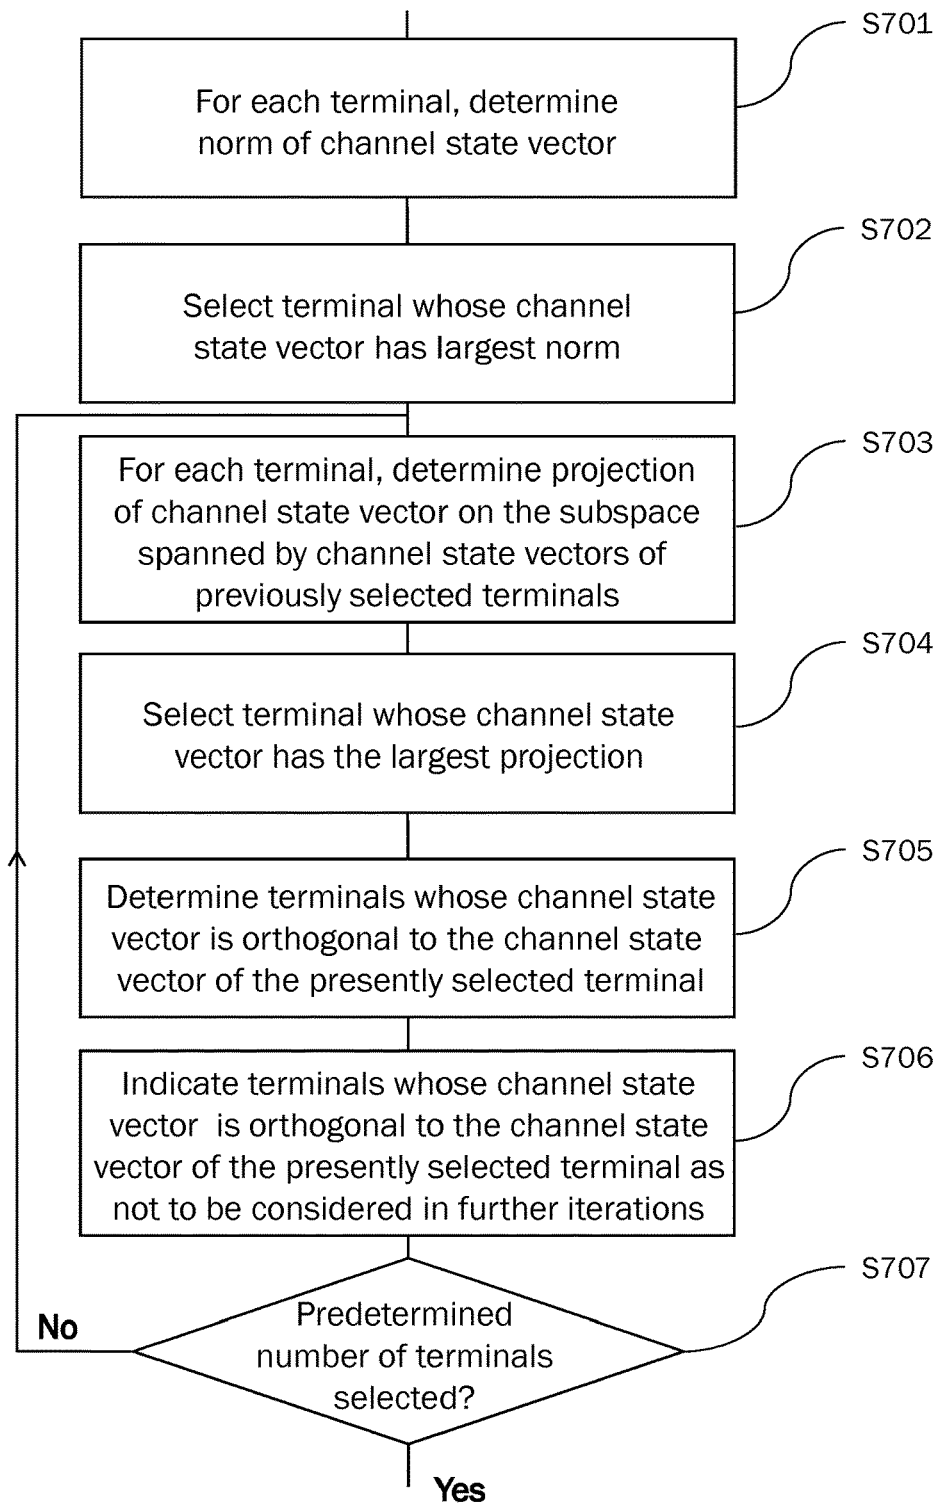 S701
For each terminal, determine
norm of channel state vector
S702
Select terminal whose channel
state vector has largest norm
S703
For each terminal, determine projection
of channel state vector on the subspace
spanned by channel state vectors of
previously selected terminals
S704
Select terminal whose channel state
vector has the largest projection
S705
Determine terminals whose channel state
vector is orthogonal to the channel state
vector of the presently selected terminal
S706
Indicate terminals whose channel state
vector is orthogonal to the channel state
vector of the presently selected terminal as
not to be considered in further iterations
S707
Predetermined
number of terminals
selected?
No
Yes